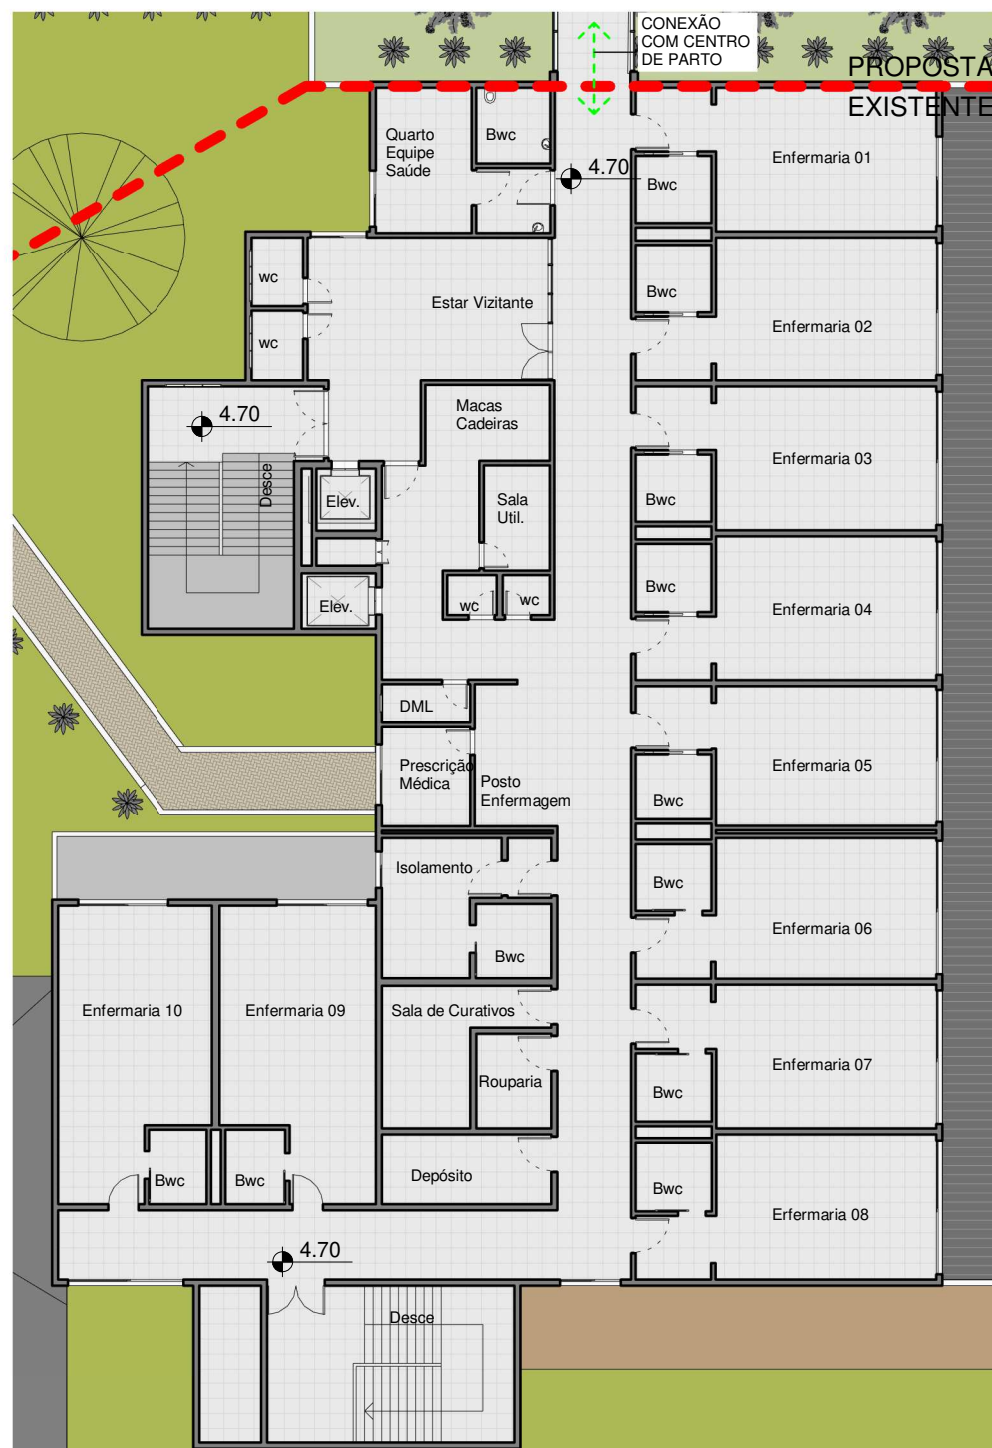 CONEXÃO
COM CENTRO
DE PARTO
PROPOSTA
EXISTENTE
Quarto
Equipe
Saúde
Bwc
4.70
Bwc
Enfermaria 01
wc
Estar Vizitante
Bwc
Enfermaria 02
wc
4.70
Macas
Cadeiras
Desce
Elev.
Sala
Util.
Bwc
Enfermaria 03
Elev.
wc
wc
Bwc
Enfermaria 04
DML
Prescrição
Médica
Posto
Enfermagem
Bwc
Enfermaria 05
Isolamento
Bwc
Bwc
Enfermaria 06
Enfermaria 10
Enfermaria 09
Sala de Curativos
Rouparia
Bwc
Enfermaria 07
Bwc
Bwc
Depósito
Bwc
Erfermaria 08
4.70
Desce